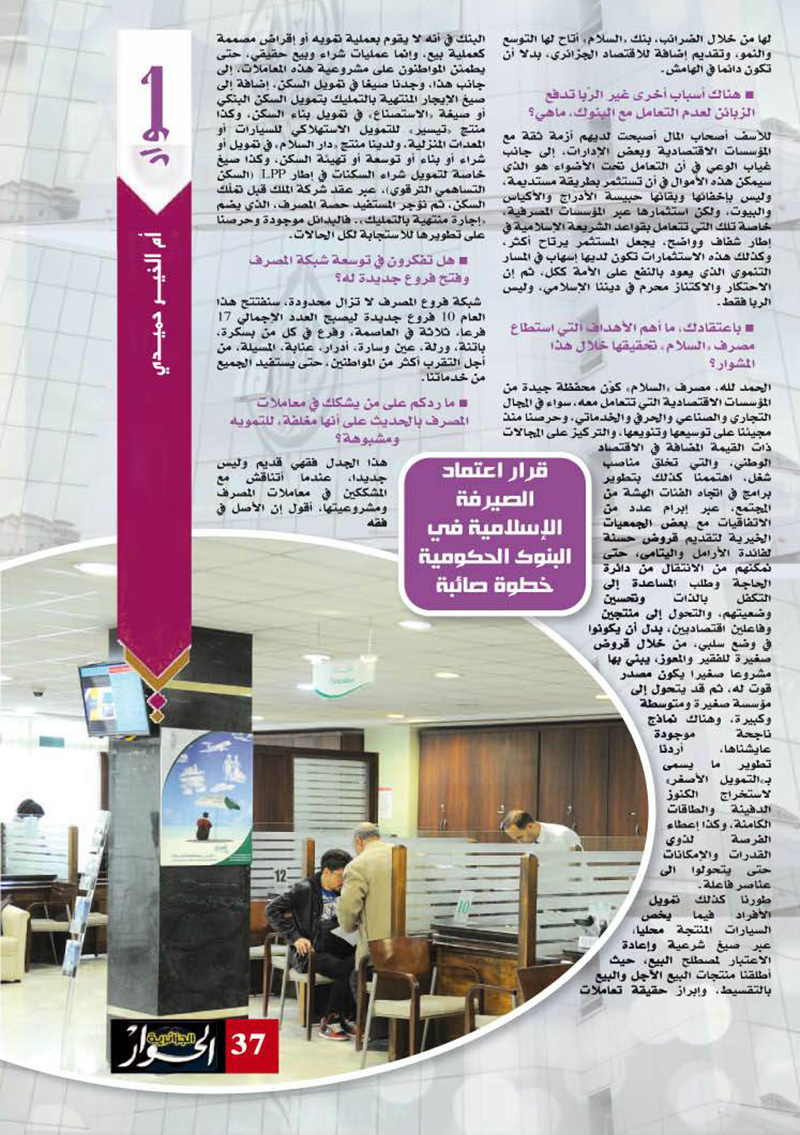 حوار
أم الخير حميدي
لها من خلال الضرائب، بنك «السلام» أتاح لها التوسع
والنمو، وتقديم إضافة للاقتصاد الجزائري، بدلا أن
تكون دائما في الهامش.
■ هناك أسباب أخرى غير الرّبا تدفع
الزبائن لعدم التعامل مع البنوك، ماهي؟
للأسف أصحاب المال أصبحت لديهم أزمة ثقة مع
المؤسسات الاقتصادية وبعض الإدارات، إلى جانب
غياب الوعي في أن التعامل تحت الأضواء هو الذي
سيمكن هذه الأموال في أن تستثمر بطريقة مستديمة،
وليس بإخفائها وبقائها حبيسة الأدراج والأكياس
والبيوت، ولكن استثمارها عبر المؤسسات المصرفية،
خاصة تلك التي تتعامل بقواعد الشريعة الإسلامية في
إطار شفاف وواضح، يجعل المستثمر يرتاح أكثر،
وكذلك هذه الاستثمارات تكون لديها إسهاب في المسار
التنموي الذي يعود بالنفع على الأمة ككل، ثم إن
الاحتكار والاكتناز محرم في ديننا الإسلامي، وليس
الربا فقط.
■ باعتقادك، ما أهم الأهداف التي استطاع
مصرف «السلام» تحقيقها خلال هذا
المشوار؟
الحمد لله، مصرف «السلام» كوّن محفظة جيدة من
المؤسسات الاقتصادية التي تتعامل معه، سواء في المجال
التجاري والصناعي والحرفي والخدماتي، وحرصنا منذ
مجيئنا على توسيعها وتنويعها، والتركيز على المجالات
ذات القيمة المضافة في الاقتصاد
الوطني، والتي تخلق مناصب
شغل، اهتممنا كذلك بتطوير
برامج في اتجاه الفئات الهشة من
المجتمع، عبر إبرام عدد من
الاتفاقيات مع بعض الجمعيات
الخيرية لتقديم قروض حسنة
لفائدة الأرامل واليتامى، حتى
نمكنهم من الانتقال من دائرة
الحاجة وطلب المساعدة إلى
التكفل بالذات وتحسين
وضعيتهم، والتحول إلى منتجين
وفاعلين اقتصاديين، بدل أن يكونوا
في وضع سلبي، من خلال قروض
صغيرة للفقير والمعوز، يبني بها
مشروعا صغيرا يكون مصدر
قوت له، ثم قد يتحول إلى
مؤسسة صغيرة ومتوسطة
وكبيرة، وهناك نماذج
ناجحة موجودة
عايشناها، أردنا
تطوير ما يسمى
بـ«التمويل الأصغر»
لاستخراج الكنوز
الدفينة والطاقات
الكامنة، وكذا إعطاء
الفرصة لذوي
القدرات والإمكانات
حتى يتحولوا الى
عناصر فاعلة.
طورنا كذلك تمويل
الأفراد فيما يخص
السيارات المنتجة محليا،
عبر صيغ شرعية وإعادة
الاعتبار لمصطلح البيع، حيث
أطلقنا منتجات البيع الآجل والبيع
بالتقسيط، وإبراز حقيقة تعاملات
البنك في أنه لا يقوم بعملية تمويه أو إقراض مصممة
كعملية بيع، وإنما عمليات شراء وبيع حقيقي، حتى
يطمئن المواطنون على مشروعية هذه المعاملات، إلى
جانب هذا، وجدنا صيغا في تمويل السكن، إضافة إلى
صيغ الإيجار المنتهية بالتمليك بتمويل السكن البنكي
أو صيغة «الاستصناع» في تمويل بناء السكن، وكذا
منتج «تيسير» للتمويل الاستهلاكي للسيارات أو
المعدات المنزلية، ولدينا منتج «دار السلام» في تمويل أو
شراء أو بناء أو توسعة أو تهيئة السكن، وكذا صيغ
خاصة لتمويل شراء السكنات في إطار LPP (السكن
التساهمي الترقوي)، عبر عقد شركة الملك قبل تملّك
السكن، ثم نؤجر المستفيد حصة المصرف، الذي يضم
«إجارة منتهية بالتمليك»، فالبدائل موجودة وحرصنا
على تطويرها للاستجابة لكل الحالات.
■ هل تفكرون في توسعة شبكة المصرف
وفتح فروع جديدة له؟
شبكة فروع المصرف لا تزال محدودة، سنفتتح هذا
العام 10 فروع جديدة ليصبح العدد الإجمالي 17
فرعا، ثلاثة في العاصمة، وفرع في كل من بسكرة،
باتنة، ورلة، عين وسارة، أدرار، عنابة، المسيلة، من
أجل التقرب أكثر من المواطنين، حتى يستفيد الجميع
من خدماتنا.
■ ما ردكم على من يشكك في معاملات
المصرف بالحديث على أنها مغلفة، للتمويه
ومشبوهة؟
هذا الجدل فقهي قديم وليس
جديدا، عندما أتناقش مع
المشككين في معاملات المصرف
ومشروعيتها، أقول إن الأصل في
فقه
قرار اعتماد
الصيرفة
الإسلامية في
البنوك الحكومية
خطوة صائبة
12
10
الجزائرية
الحوار
37